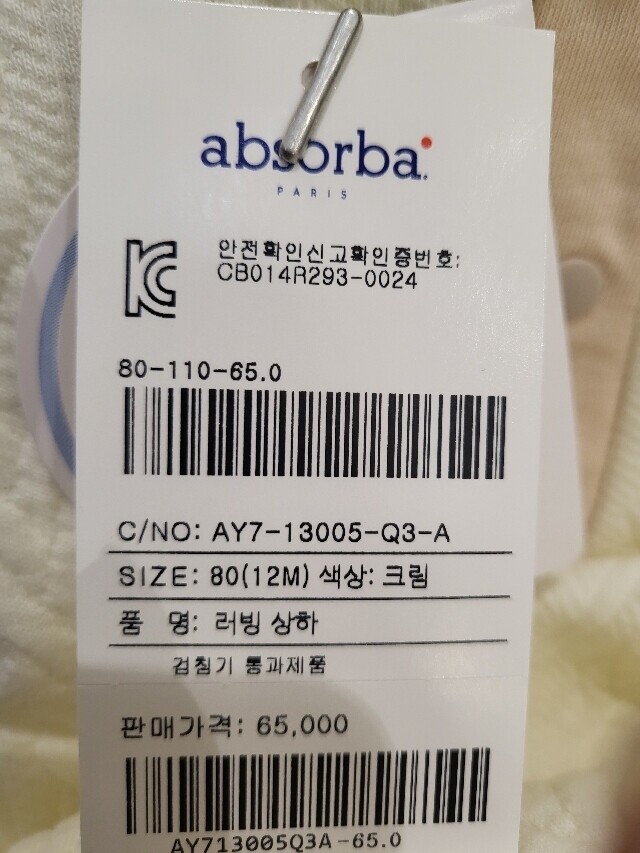 absorba
PARIS
안전확인신고확인증번호:
CB014R293-0024
80-110-65.0
C/NO: AY7-13005-Q3-A
SIZE: 80(12M) 색상: 크림
품 명: 러빙 상하
검침기 통과제품
판매가격: 65,000
AY713005Q3A-65.0